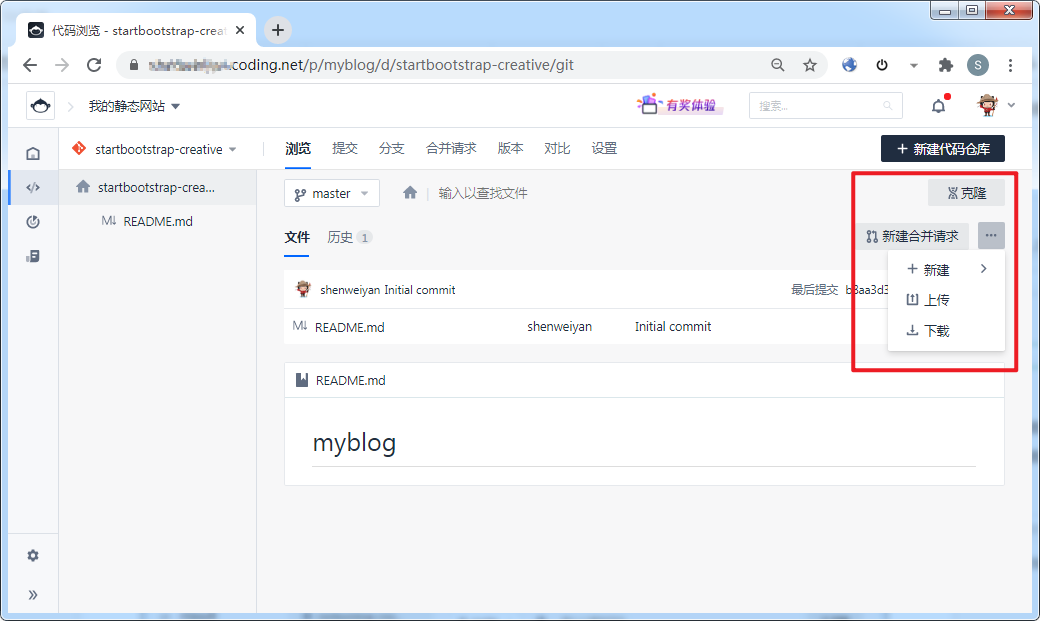 代码浏览 - startbootstrap-crea
coding.net/p/myblog/d/startbootstrap-creative/git
S
我的静态网站
有奖体验
搜索...
startbootstrap-creative
浏览 提交 分支 合并请求 版本 对比 设置
+ 新建代码仓库
startbootstrap-crea...
master
输入以查找文件
克隆
README.md
文件 历史 1
新建合并请求 ...
shenweiyan Initial commit
最后提交 b8aa3d3
新建
上传
下载
README.md shenweiyan Initial commit
README.md
myblog